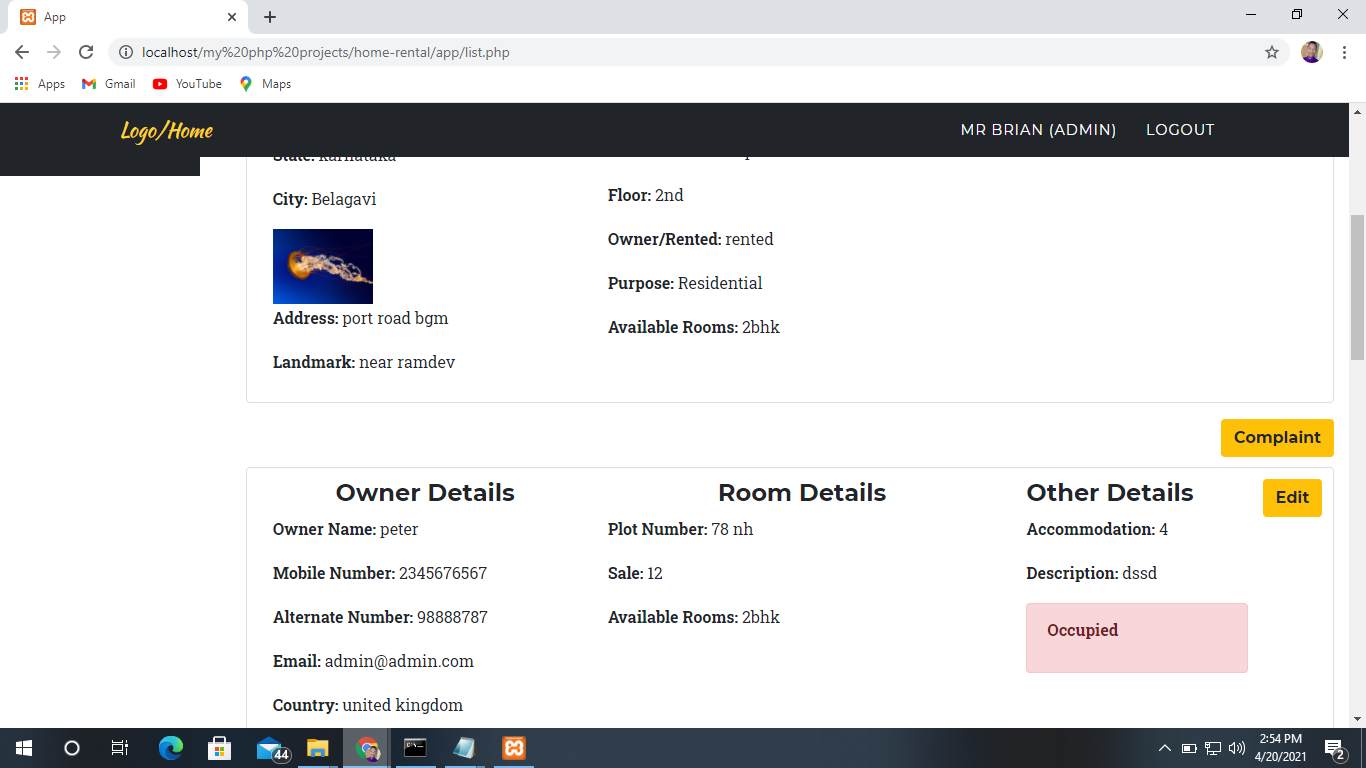 App
localhost/my%20php%20projects/home-rental/app/list.php
Apps Gmail YouTube Maps
Logo/Home MR BRIAN (ADMIN) LOGOUT
State: karnataka
City: Belagavi
Address: port road bgm
Landmark: near ramdev
Floor: 2nd
Owner/Rented: rented
Purpose: Residential
Available Rooms: 2bhk
Complaint
Owner Details
Owner Name: peter
Mobile Number: 2345676567
Alternate Number: 98888787
Email: admin@admin.com
Country: united kingdom
Room Details
Plot Number: 78 nh
Sale: 12
Available Rooms: 2bhk
Other Details
Edit
Accommodation: 4
Description: dssd
Occupied
44
2:54 PM
4/20/2021
2